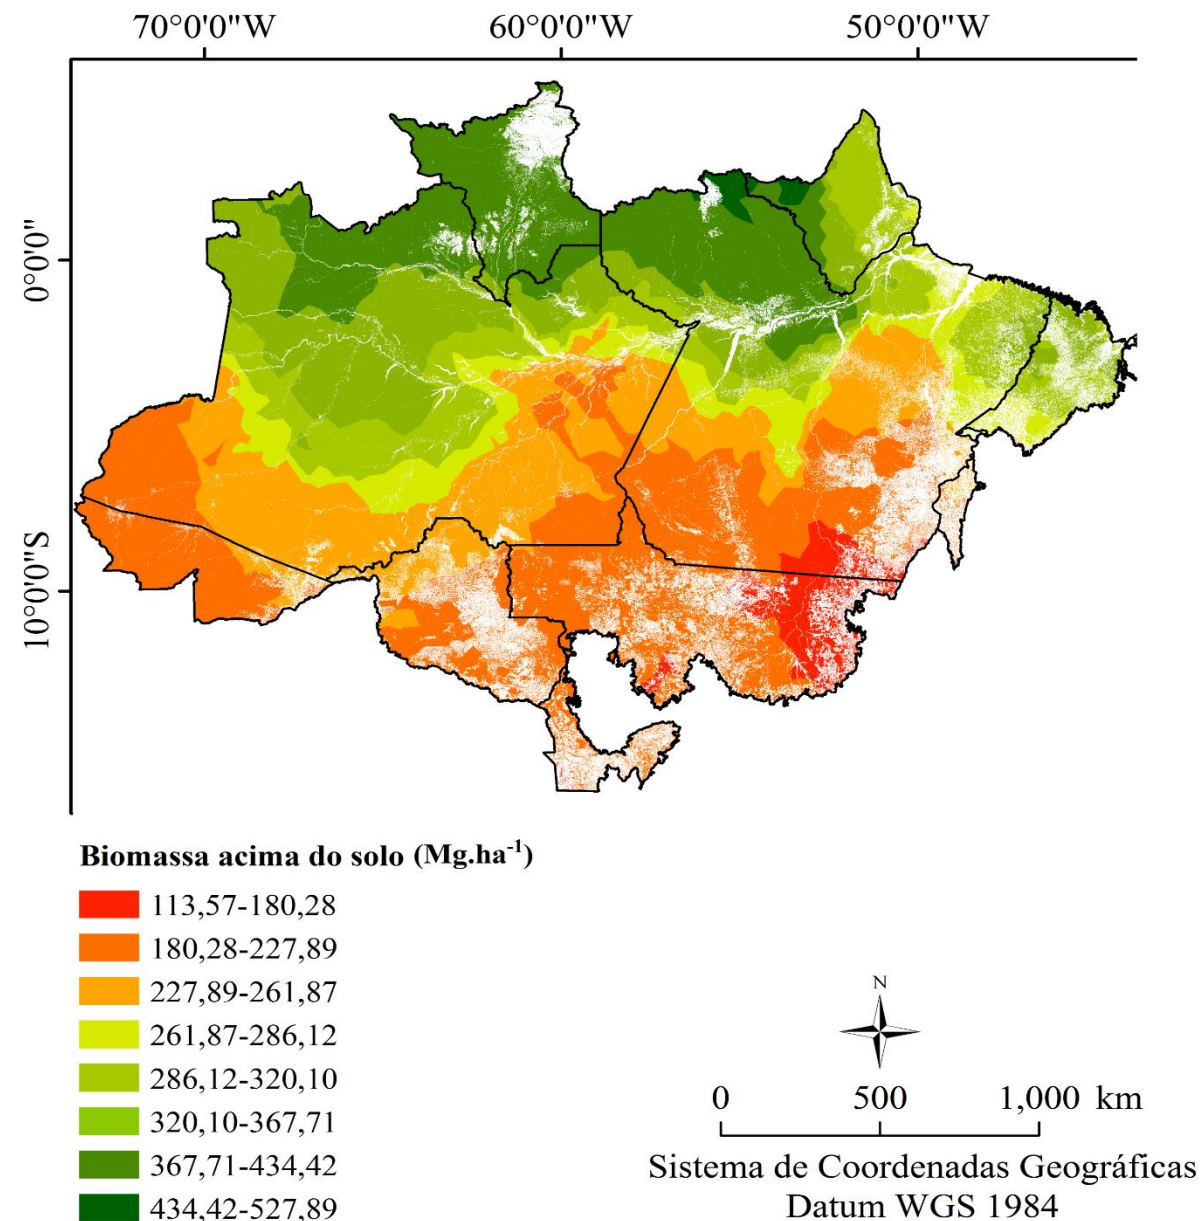 70°0'0"W 60°0'0"W 50°0'0"W
0°0'0"
10°0'0"S
Biomassa acima do solo (Mg.ha⁻¹)
113,57-180,28
180,28-227,89
227,89-261,87
261,87-286,12
286,12-320,10
320,10-367,71
367,71-434,42
434,42-527,89
N
0 500 1,000 km
Sistema de Coordenadas Geográficas
Datum WGS 1984